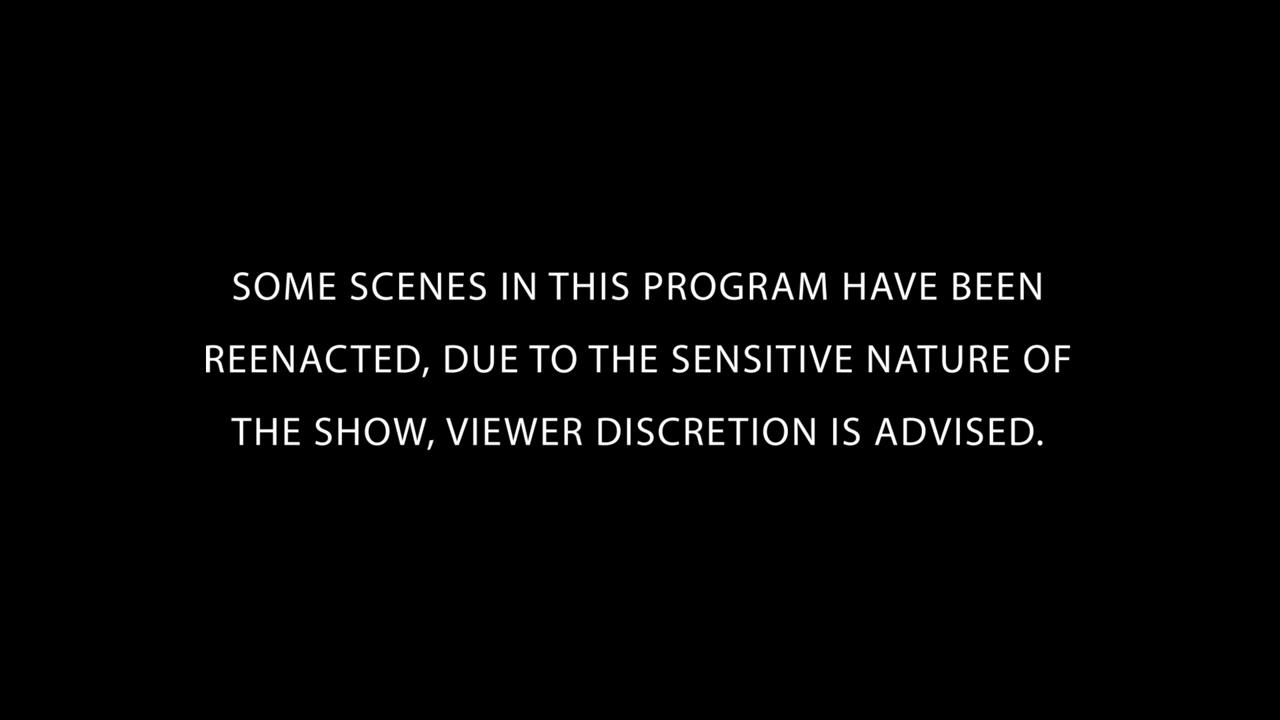 SOME SCENES IN THIS PROGRAM HAVE BEEN
REENACTED, DUE TO THE SENSITIVE NATURE OF
THE SHOW, VIEWER DISCRETION IS ADVISED.